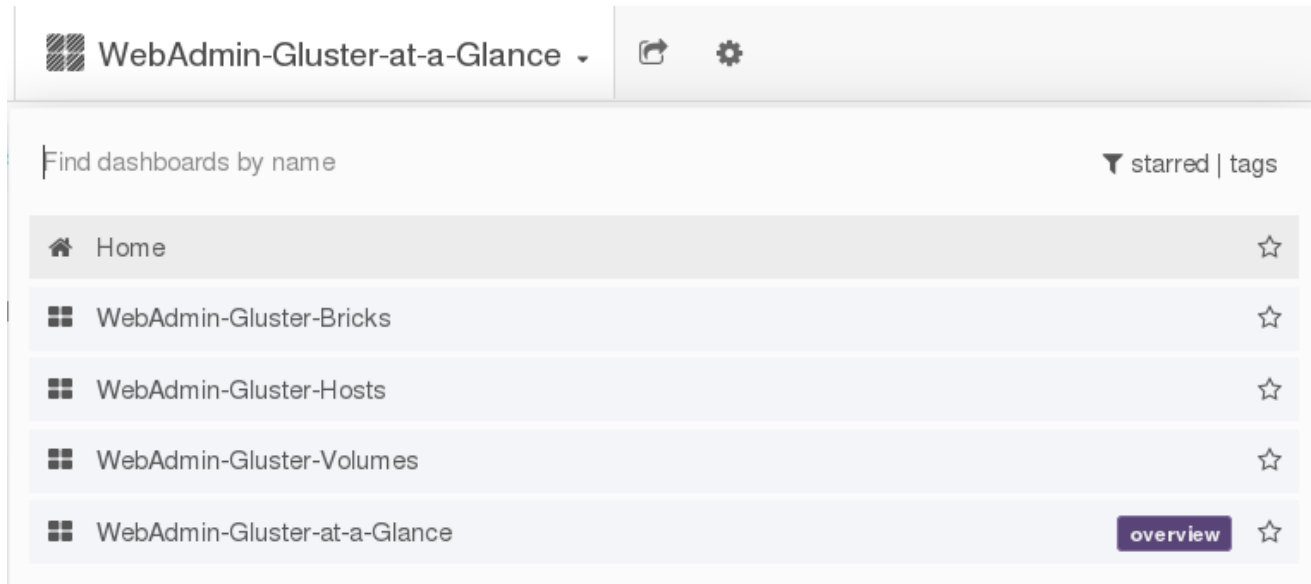 WebAdmin-Gluster-at-a-Glance
Find dashboards by name
starred | tags
Home
WebAdmin-Gluster-Bricks
WebAdmin-Gluster-Hosts
WebAdmin-Gluster-Volumes
WebAdmin-Gluster-at-a-Glance
overview